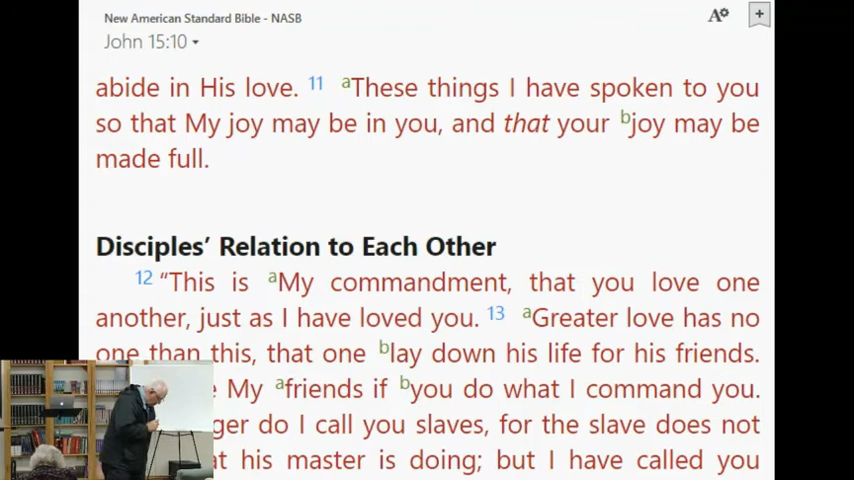 New American Standard Bible - NASB
John 15:10
abide in His love. 11 aThese things I have spoken to you
so that My joy may be in you, and that your bjoy may be
made full.
Disciples’ Relation to Each Other
12 “This is aMy commandment, that you love one
another, just as I have loved you. 13 aGreater love has no
one than this, that one blay down his life for his friends.
My afriends if byou do what I command you.
do I call you slaves, for the slave does not
his master is doing; but I have called you